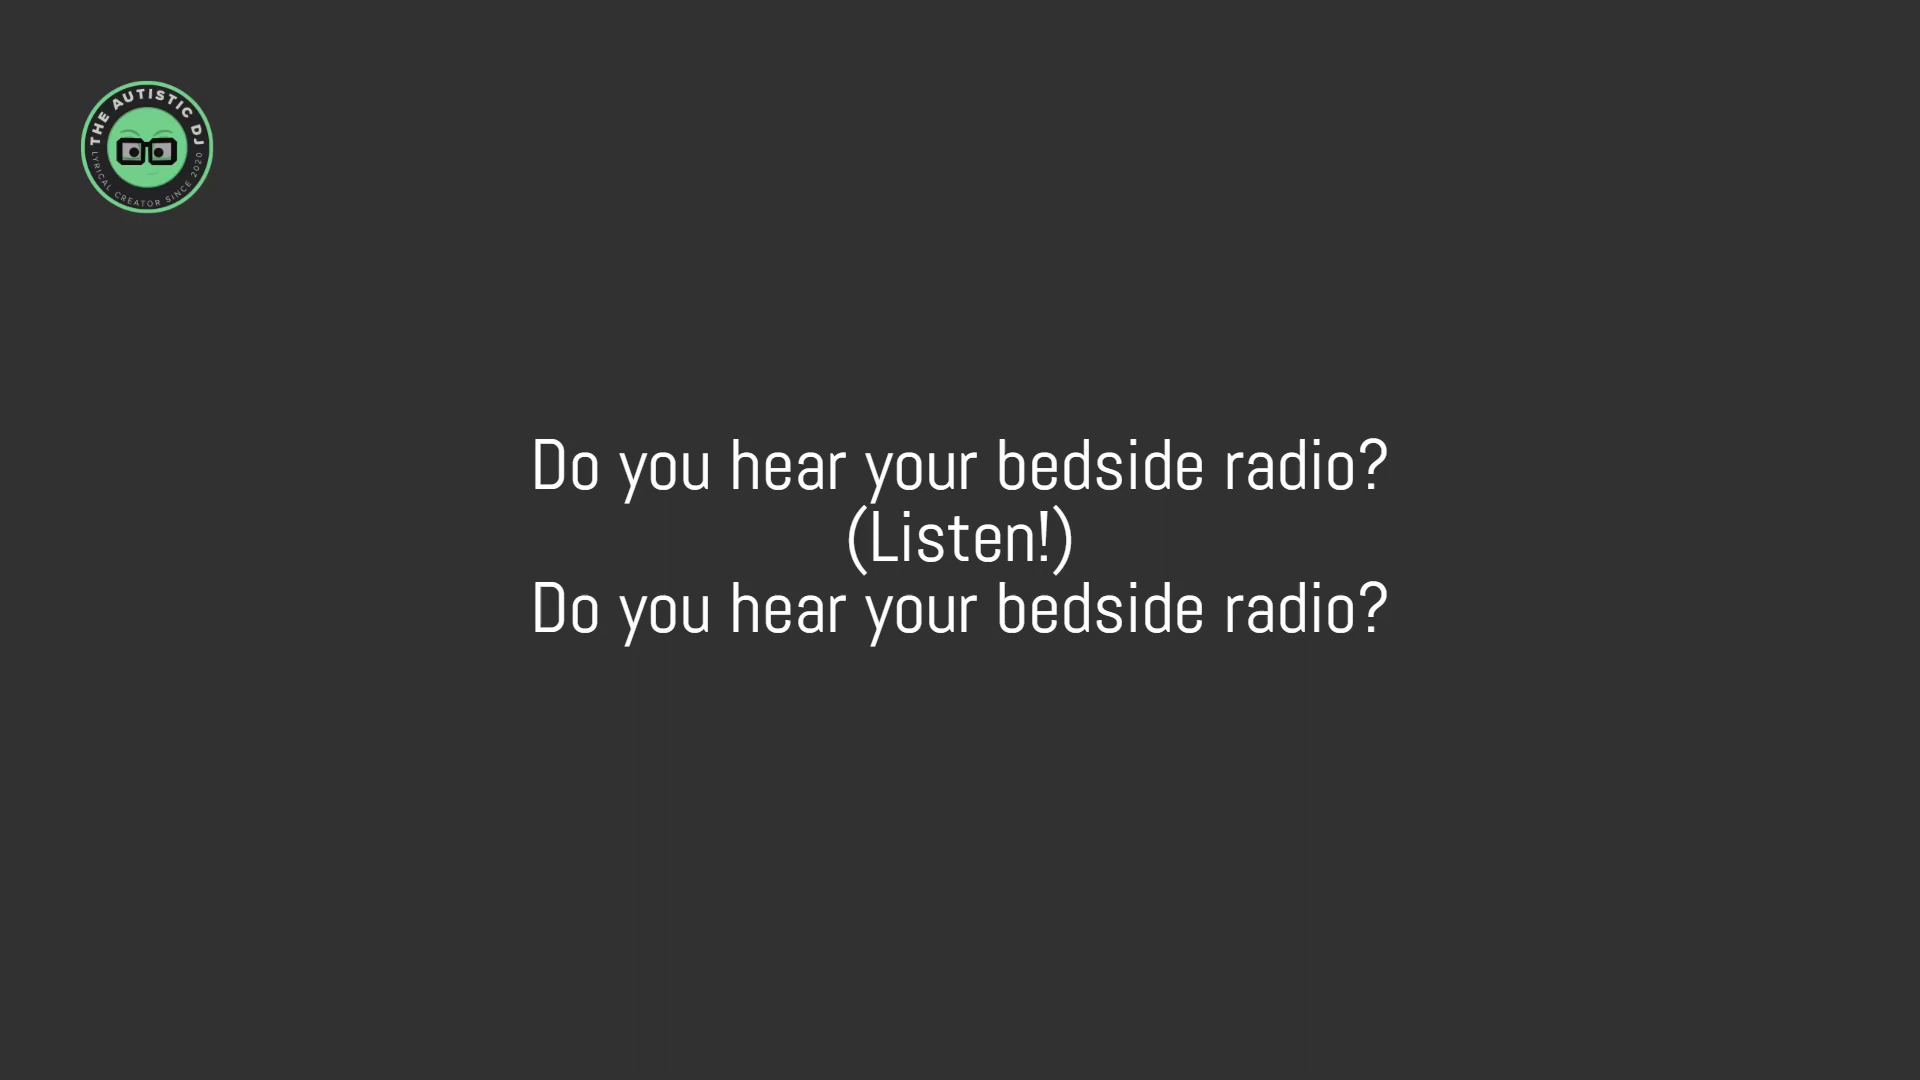 THE AUTISTIC DJ
LYRICAL CREATOR SINCE 2020
Do you hear your bedside radio?
(Listen!)
Do you hear your bedside radio?